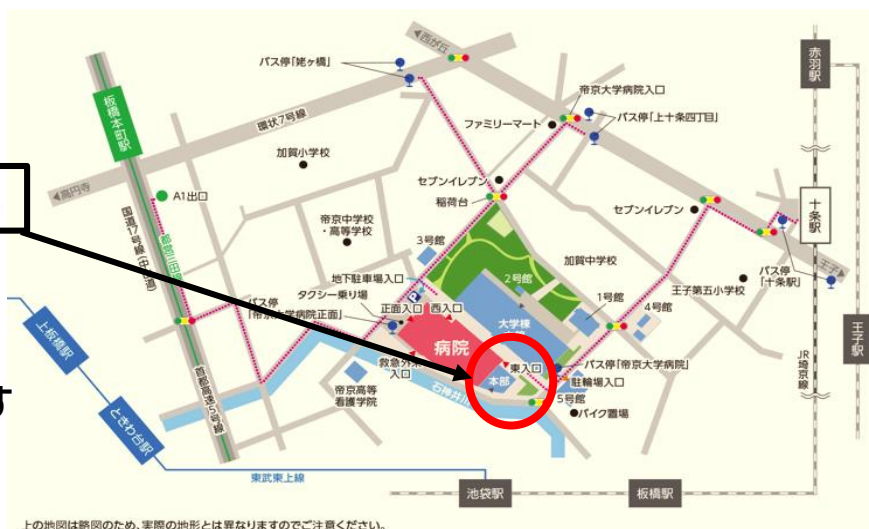 西が丘
赤羽駅
バス停「姥ヶ橋」
帝京大学病院入口
板橋本町駅
環状7号線
ファミリーマート
バス停「上十条四丁目」
加賀小学校
高円寺
A1出口
セブンイレブン
稲荷台
セブンイレブン
十条駅
国道17号線(中山道)
都営三田線
帝京中学校
・高等学校
3号館
加賀中学校
バス停
「十条駅」
王子
地下駐車場入口
2号館
王子第五小学校
タクシー乗り場
P
1号館
4号館
バス停
「帝京大学病院正面」
正面入口
西入口
大学棟
上板橋駅
病院
王子駅
JR埼京線
救急外来
入口
東入口
バス停「帝京大学病院」
本部
駐輪場入口
す
首都高速5号線
帝京高等
看護学院
石神井川
5号館
バイク置場
ときわ台駅
東武東上線
池袋駅
板橋駅
上の地図は略図のため、実際の地形とは異なりますのでご注意ください。